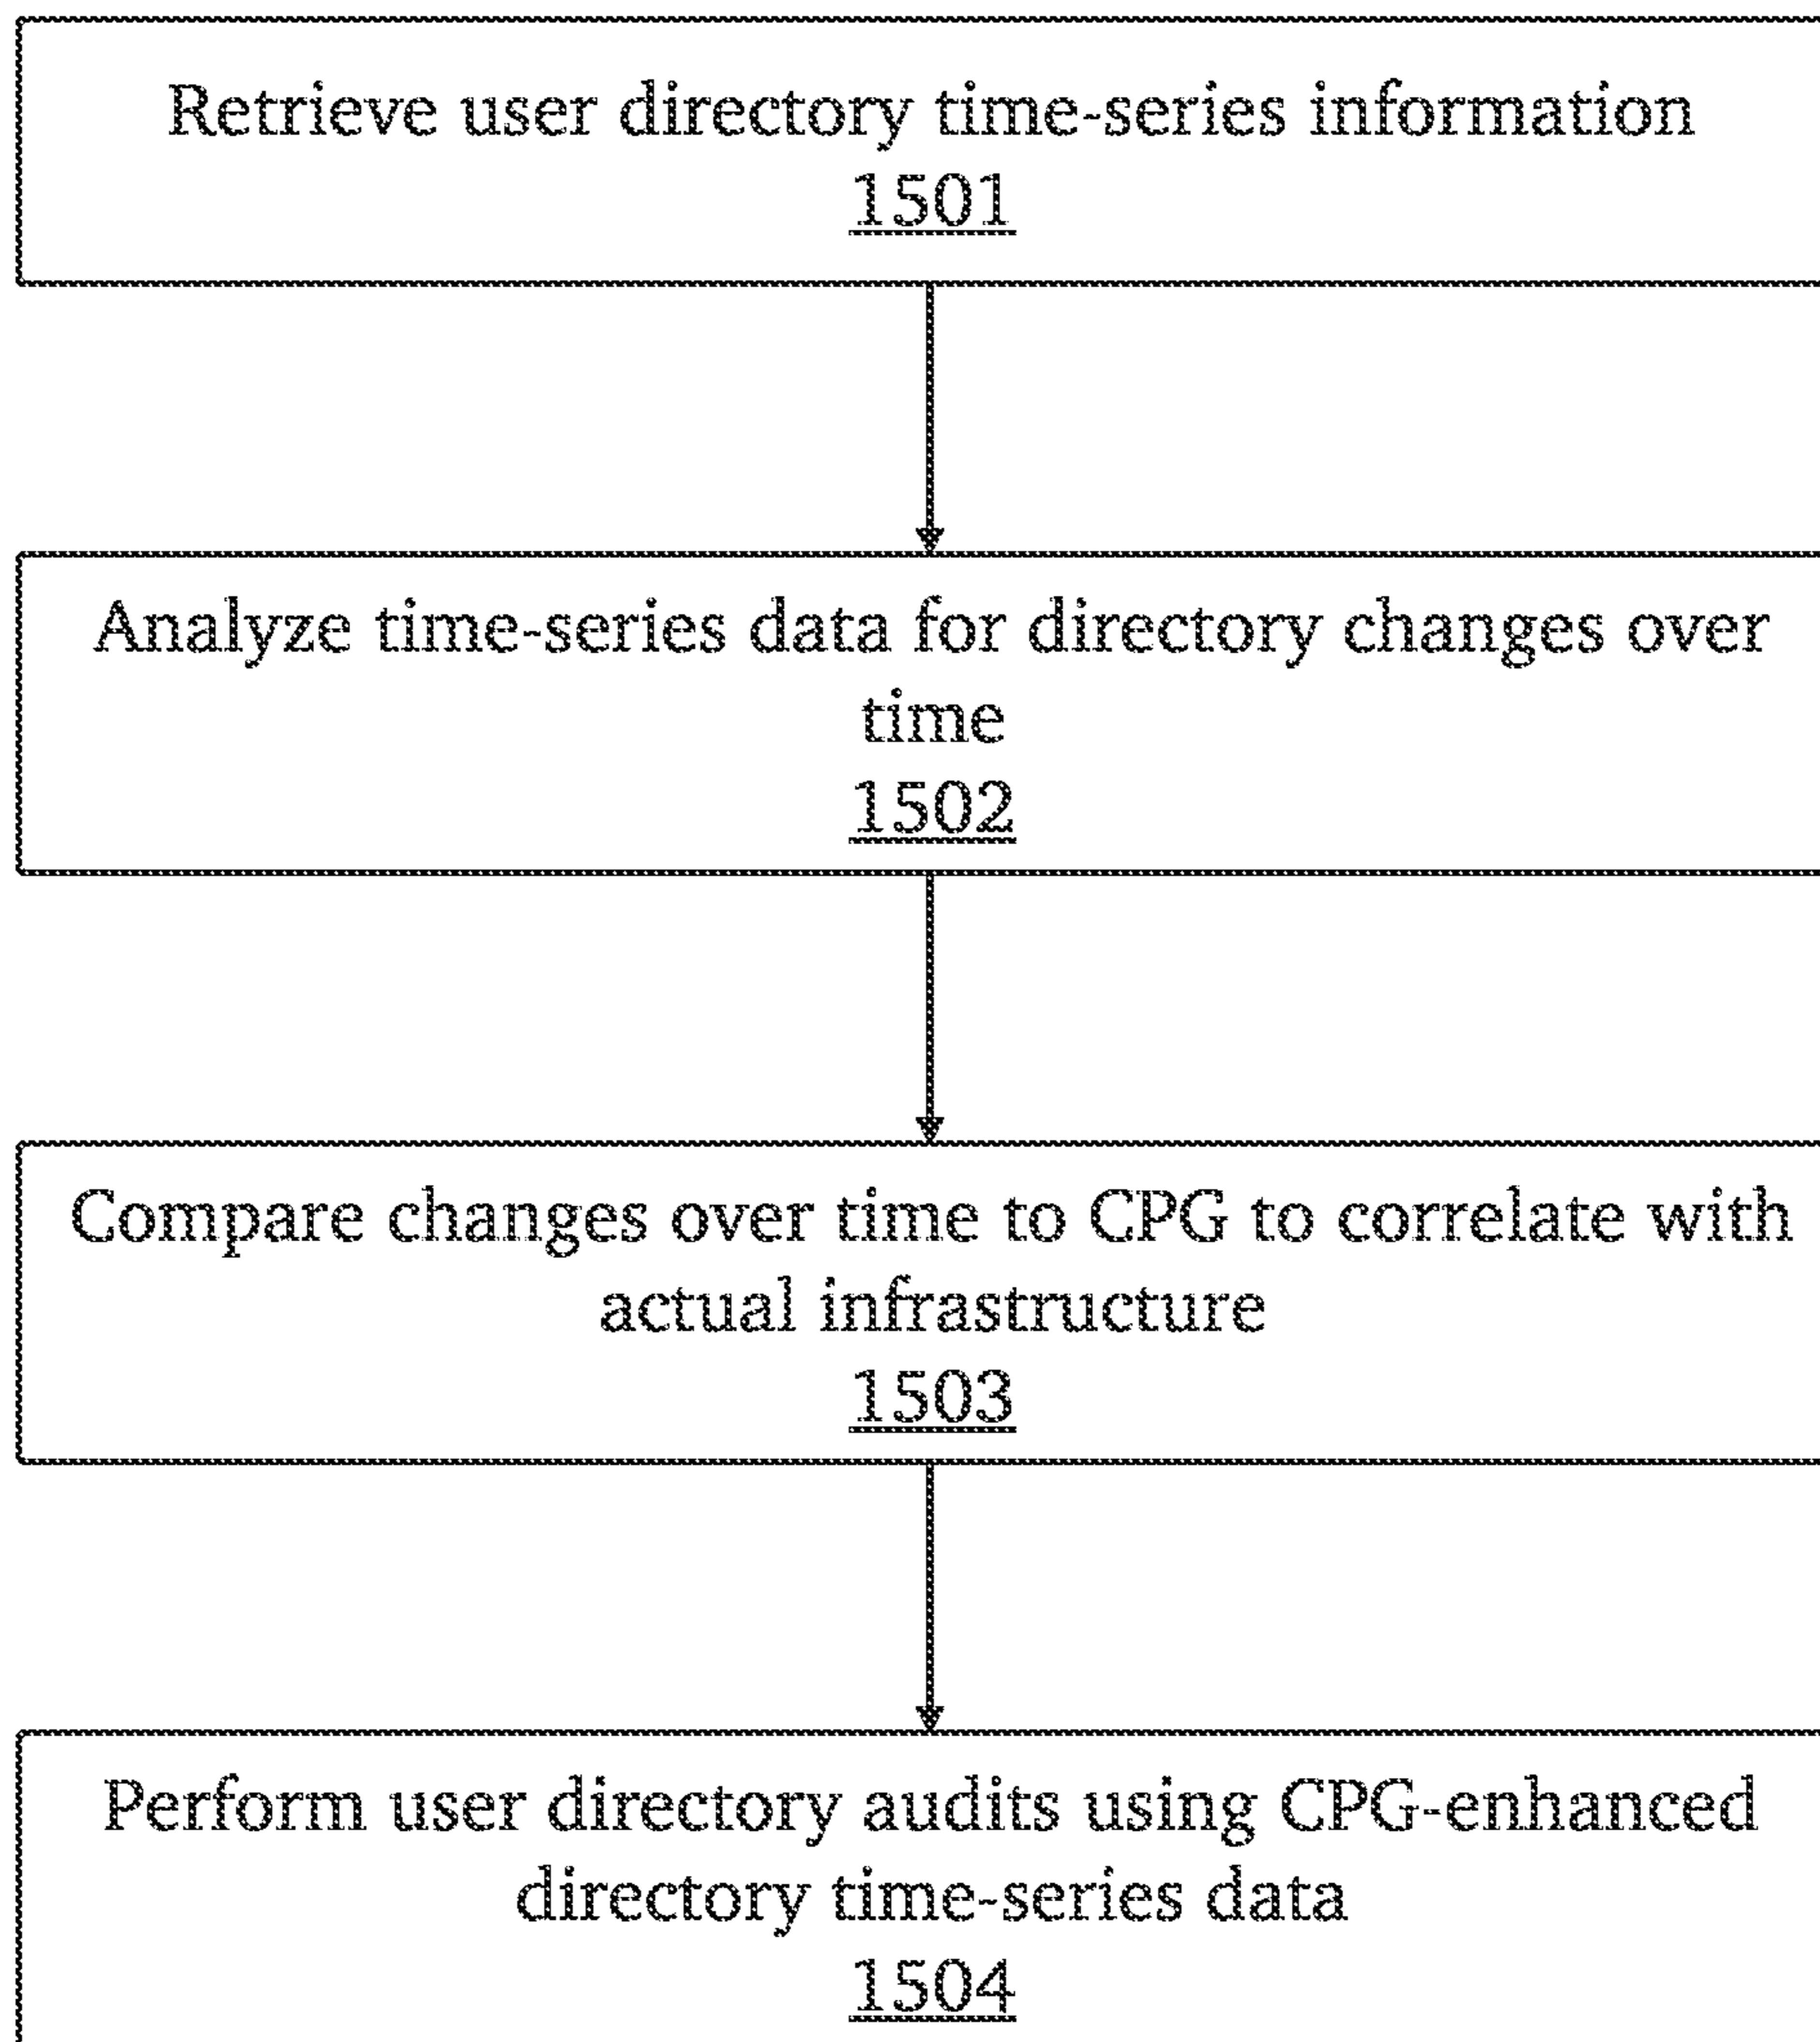 Retrieve user directory time-series information
1501
Analyze time-series data for directory changes over
time
1502
Compare changes over time to CPG to correlate with
actual infrastructure
1503
Perform user directory audits using CPG-enhanced
directory time-series data
1504